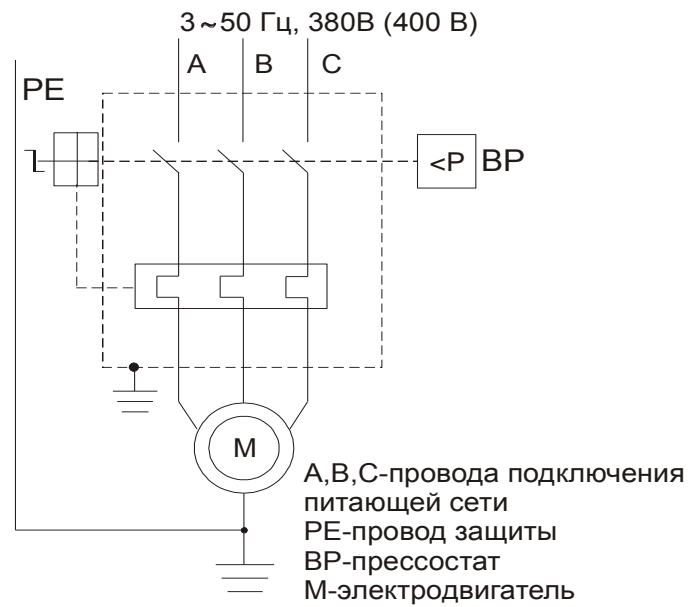 3~50 Гц, 380В (400 В)
A B C
PE
<P BP
M
A,B,C-провода подключения
питающей сети
PE-провод защиты
BP-прессостат
M-электродвигатель